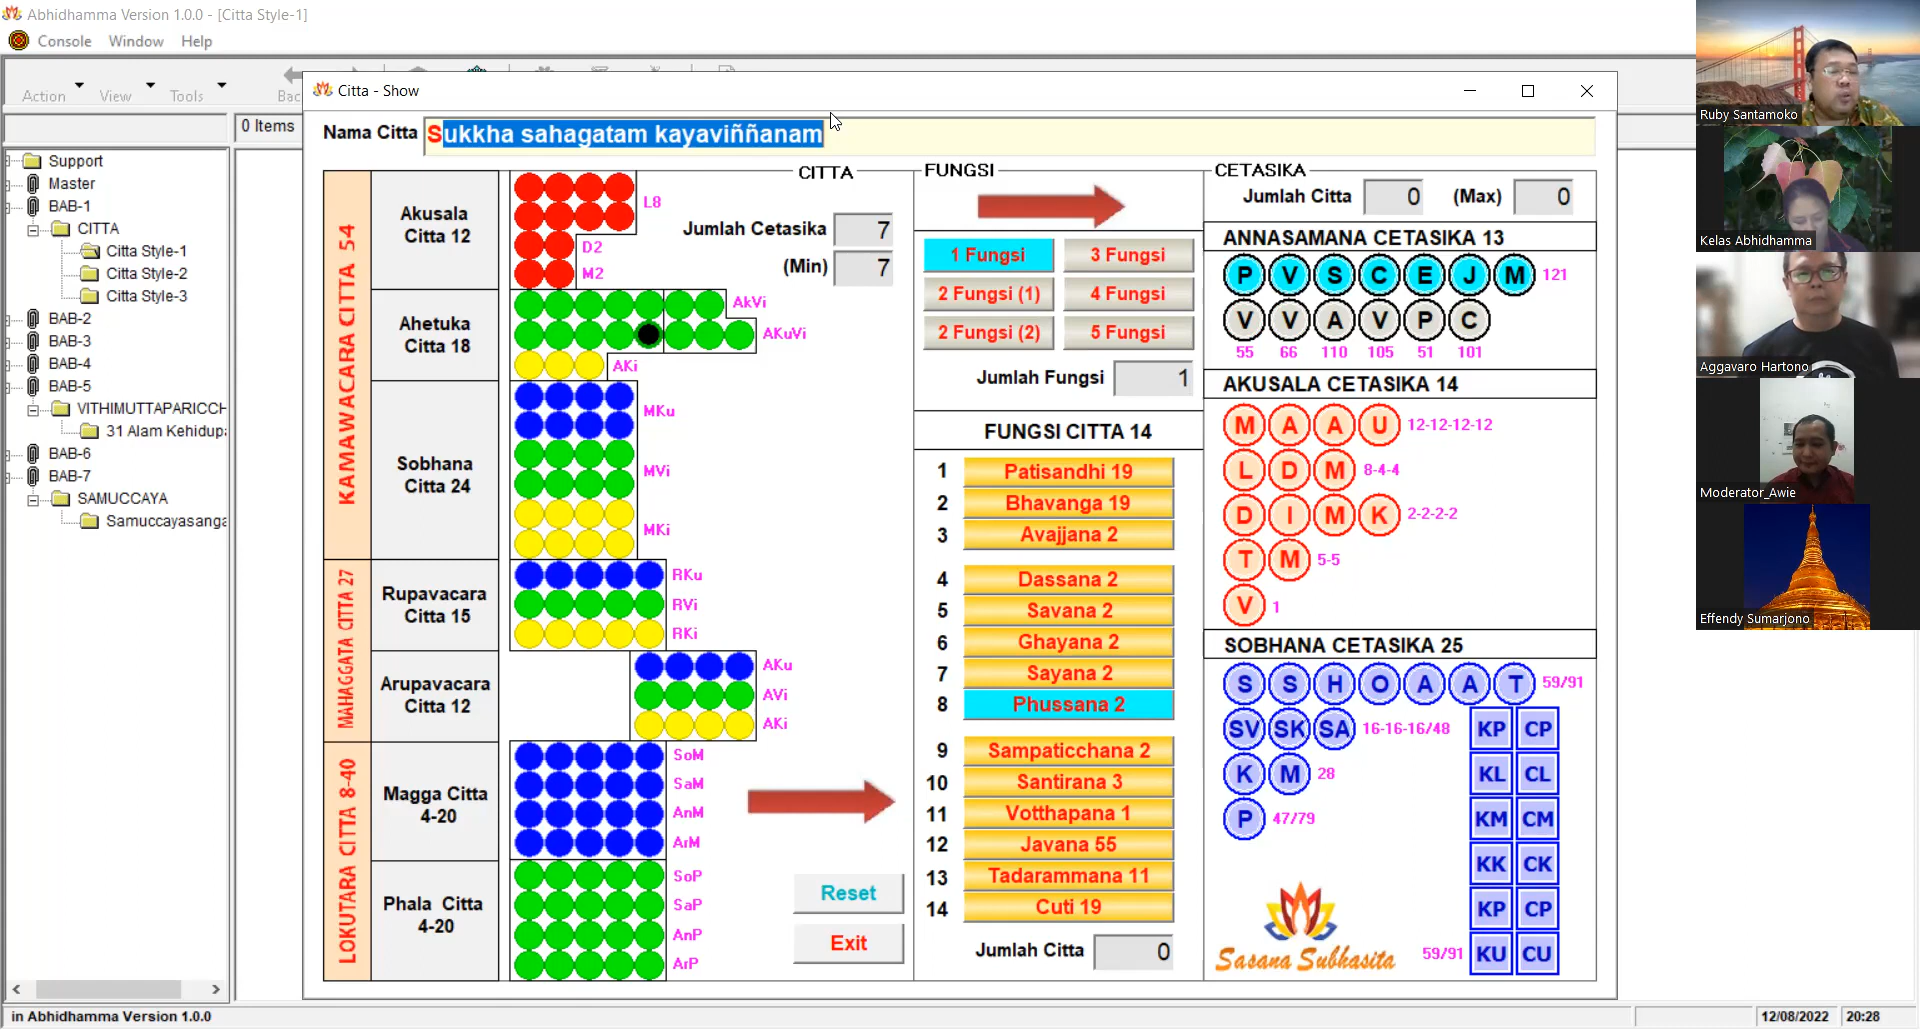 Abhidhamma Version 1.0.0 - [Citta Style-1]
Console Window Help
Action View Tools Bac
0 Items
Support
Master
BAB-1
CITTA
Citta Style-1
Citta Style-2
Citta Style-3
BAB-2
BAB-3
BAB-4
BAB-5
VITHIMUTTAPARICCH
31 Alam Kehidupa
BAB-6
BAB-7
SAMUCCAYA
Samuccayasanga
Citta - Show
Nama Citta Sukkha sahagatam kayaviññanam
KAMAWACARA CITTA 54
MAHAGGATA CITTA 27
LOKUTARA CITTA 8-40
Akusala
Citta 12
Ahetuka
Citta 18
Sobhana
Citta 24
Rupavacara
Citta 15
Arupavacara
Citta 12
Magga Citta
4-20
Phala Citta
4-20
CITTA
L8
D2
M2
AkVi
AKuVi
AKi
MKu
MVi
MKi
RKu
RVi
RKi
AKu
AVi
AKi
SoM
SaM
AnM
ArM
SoP
SaP
AnP
ArP
Jumlah Cetasika 7
(Min) 7
Reset
Exit
FUNGSI
1 Fungsi 3 Fungsi
2 Fungsi (1) 4 Fungsi
2 Fungsi (2) 5 Fungsi
Jumlah Fungsi 1
FUNGSI CITTA 14
1 Patisandhi 19
2 Bhavanga 19
3 Avajjana 2
4 Dassana 2
5 Savana 2
6 Ghayana 2
7 Sayana 2
8 Phussana 2
9 Sampaticchana 2
10 Santirana 3
11 Votthapana 1
12 Javana 55
13 Tadarammana 11
14 Cuti 19
Jumlah Citta 0
CETASIKA
Jumlah Citta 0 (Max) 0
ANNASAMANA CETASIKA 13
P V S C E J M 121
V V A V P C
55 66 110 105 51 101
AKUSALA CETASIKA 14
M A A U 12-12-12-12
L D M 8-4-4
D I M K 2-2-2-2
T M 5-5
V 1
SOBHANA CETASIKA 25
S S H O A A T 59/91
SV SK SA 16-16-16/48 KP CP
K M 28 KL CL
P 47/79 KM CM
KK CK
KP CP
59/91 KU CU
Sasana Subhasita
Ruby Santamoko
Kelas Abhidhamma
Aggavaro Hartono
Moderator_Awie
Effendy Sumarjono
in Abhidhamma Version 1.0.0
12/08/2022 20:28